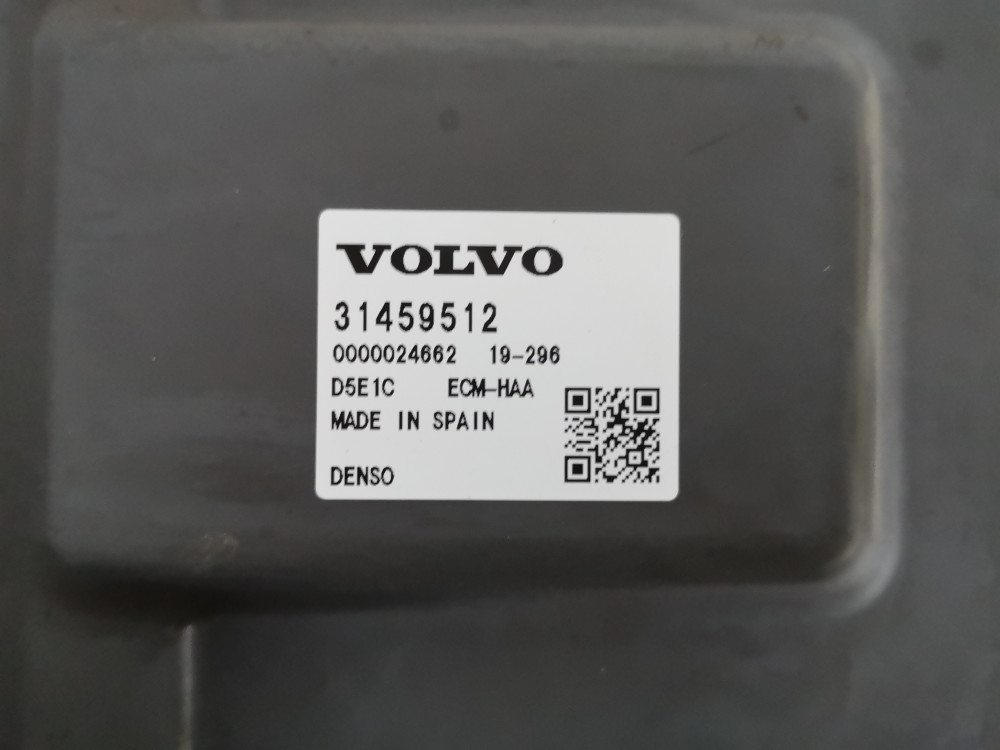 VOLVO
31459512
0000024662 19-296
D5E1C ECM-HAA
MADE IN SPAIN
DENSO